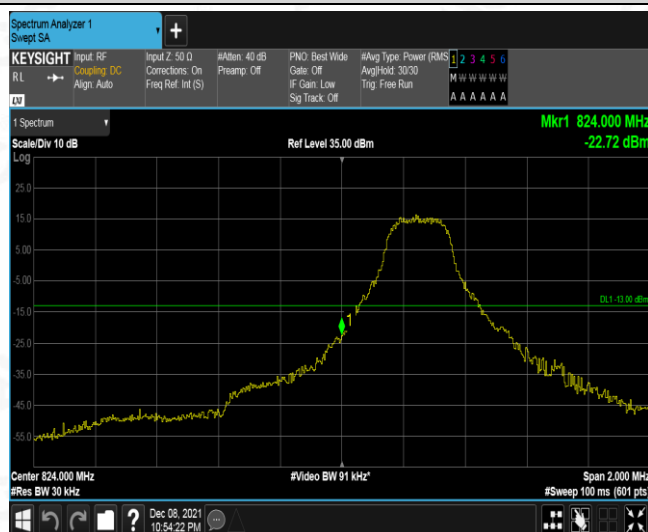 Spectrum Analyzer 1
Swept SA
+
KEYSIGHT Input: RF Input Z: 50 Ω #Atten: 40 dB PNO: Best Wide #Avg Type: Power (RMS 1 2 3 4 5 6
RL Coupling: DC Corrections: On Preamp: Off Gate: Off Avg|Hold: 30/30 M W W W W W
Align: Auto Freq Ref: Int (S) IF Gain: Low Trig: Free Run
Sig Track: Off A A A A A A
LXI
1 Spectrum Mkr1 824.000 MHz
Scale/Div 10 dB Ref Level 35.00 dBm -22.72 dBm
Log
25.0
15.0
5.00
-5.00
DL1 -13.00 dBm
-15.0
1
-25.0
-35.0
-45.0
-55.0
Center 824.000 MHz #Video BW 91 kHz* Span 2.000 MHz
#Res BW 30 kHz #Sweep 100 ms (601 pts)
? Dec 08, 2021
10:54:22 PM